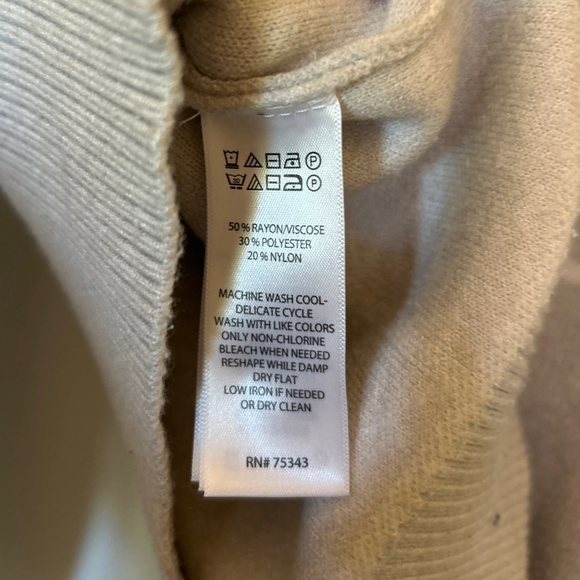 50 % RAYON/VISCOSE
30 % POLYESTER
20 % NYLON
MACHINE WASH COOL-
DELICATE CYCLE
WASH WITH LIKE COLORS
ONLY NON-CHLORINE
BLEACH WHEN NEEDED
RESHAPE WHILE DAMP
DRY FLAT
LOW IRON IF NEEDED
OR DRY CLEAN
RN# 75343